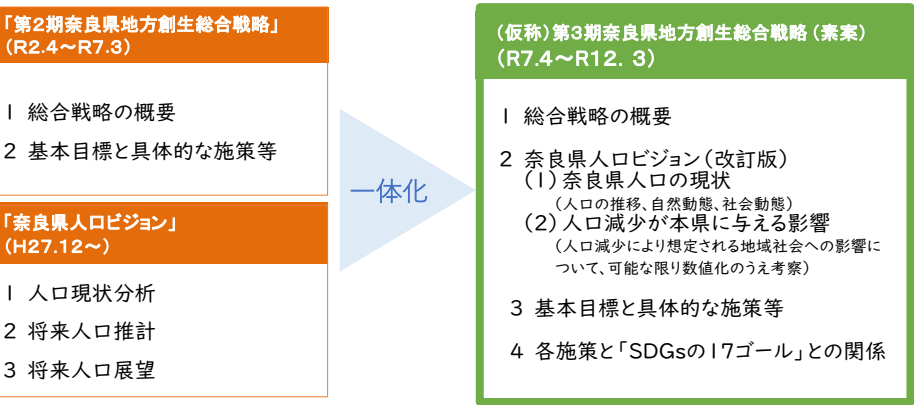 「第2期奈良県地方創生総合戦略」
(R2.4～R7.3)
1 総合戦略の概要
2 基本目標と具体的な施策等
「奈良県人口ビジョン」
(H27.12～)
1 人口現状分析
2 将来人口推計
3 将来人口展望
一体化
(仮称)第3期奈良県地方創生総合戦略(素案)
(R7.4～R12. 3)
1 総合戦略の概要
2 奈良県人口ビジョン(改訂版)
(1)奈良県人口の現状
(人口の推移、自然動態、社会動態)
(2)人口減少が本県に与える影響
(人口減少により想定される地域社会への影響に
ついて、可能な限り数値化のうえ考察)
3 基本目標と具体的な施策等
4 各施策と「SDGsの17ゴール」との関係